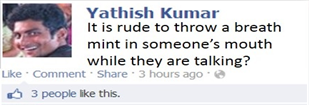 Yathish Kumar
It is rude to throw a breath
mint in someone's mouth
while they are talking?
Like · Comment · Share · 3 hours ago ·
3 people like this.